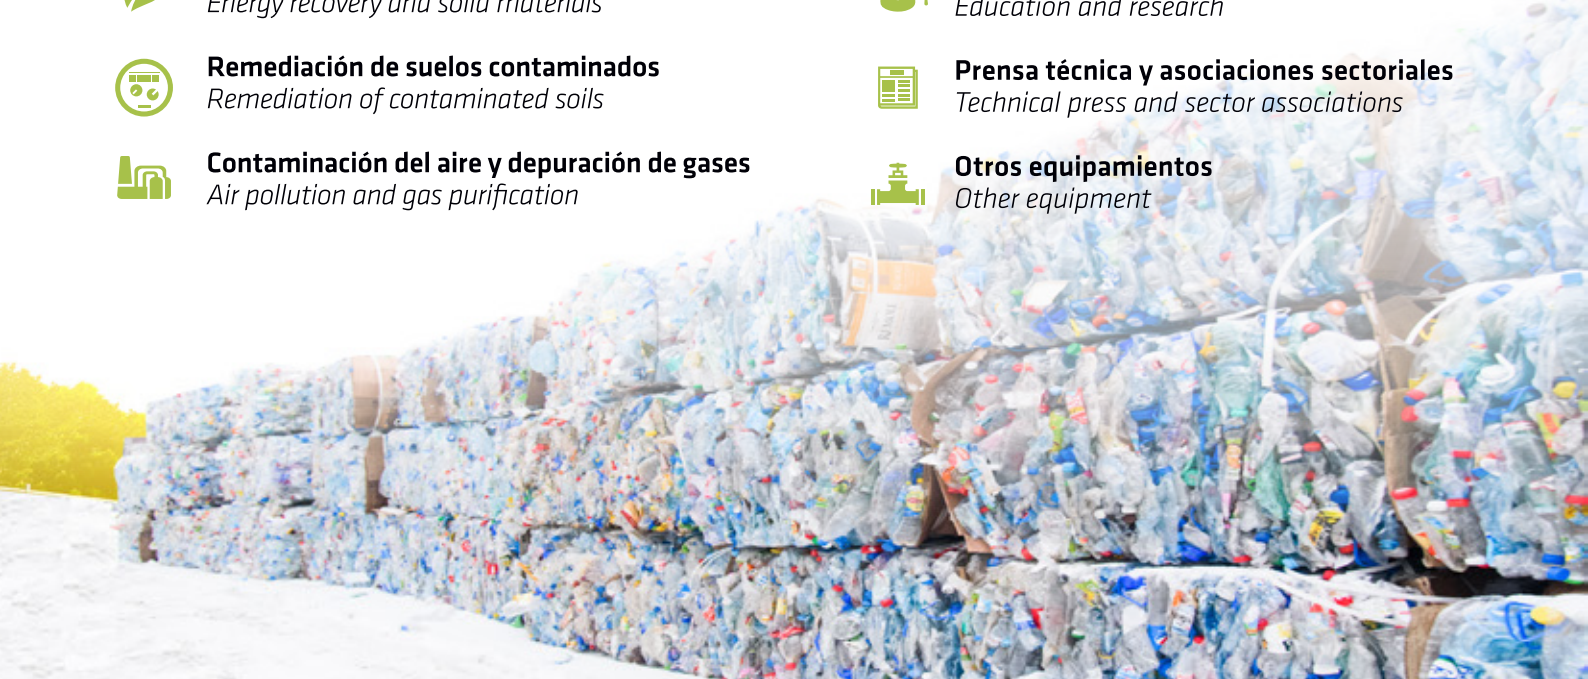 Energy recovery and solid materials
Remediación de suelos contaminados
Remediation of contaminated soils
Contaminación del aire y depuración de gases
Air pollution and gas purification
Education and research
Prensa técnica y asociaciones sectoriales
Technical press and sector associations
Otros equipamientos
Other equipment